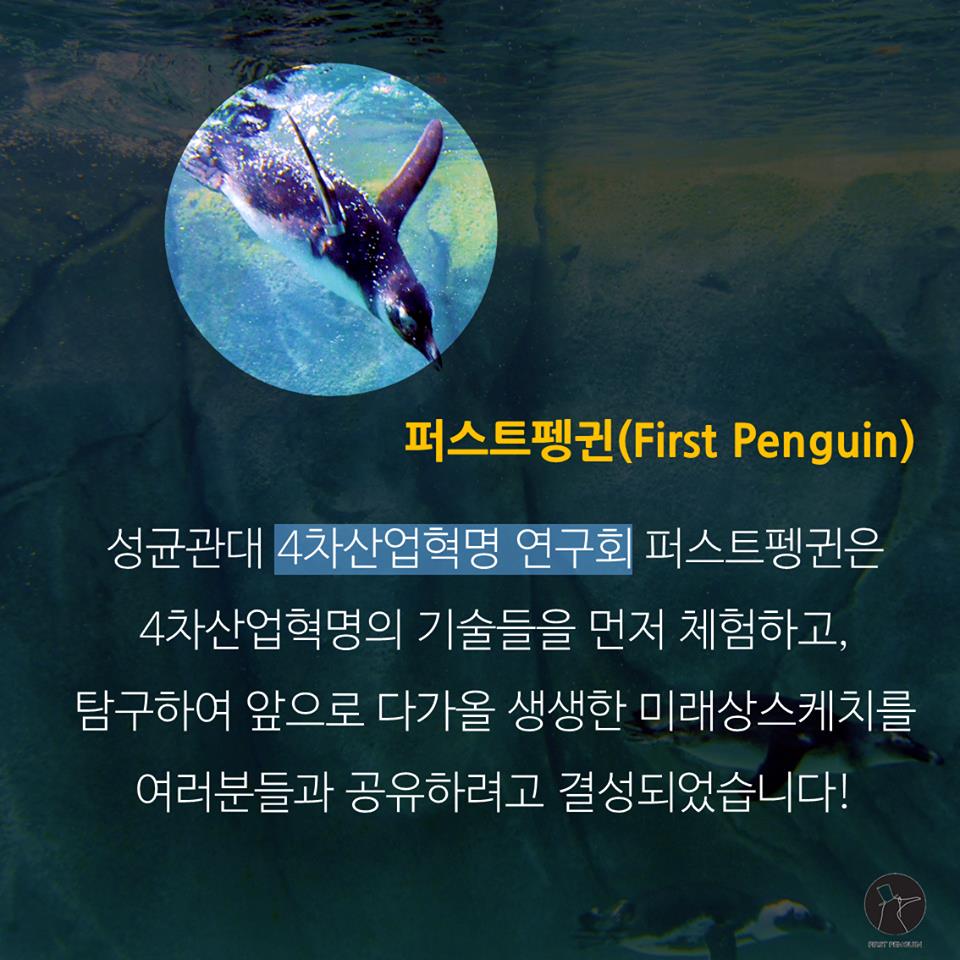 퍼스트펭귄(First Penguin)
성균관대 4차산업혁명 연구회 퍼스트펭귄은
4차산업혁명의 기술들을 먼저 체험하고,
탐구하여 앞으로 다가올 생생한 미래상스케치를
여러분들과 공유하려고 결성되었습니다!
FIRST PENGUIN